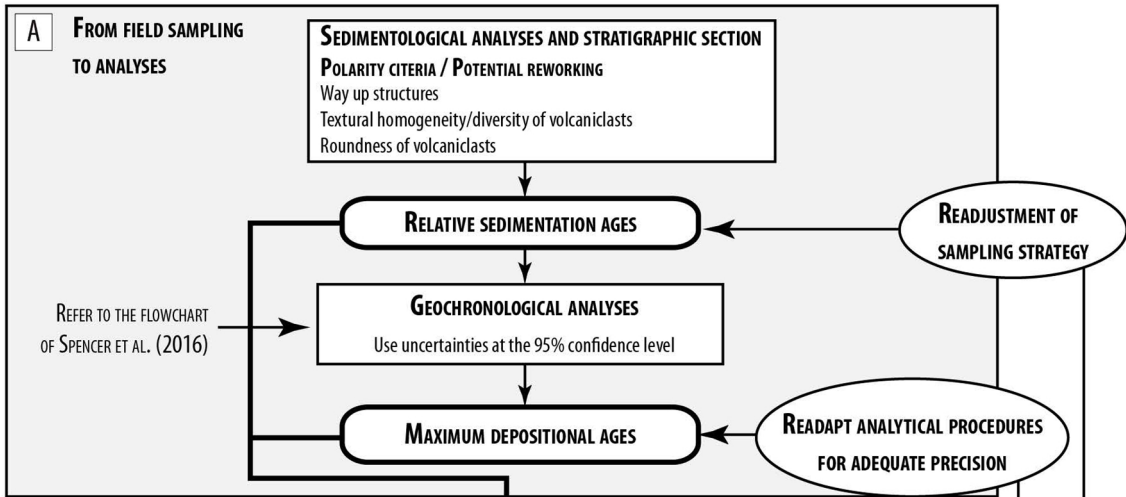 A
FROM FIELD SAMPLING
TO ANALYSES
SEDIMENTOLOGICAL ANALYSES AND STRATIGRAPHIC SECTION
POLARITY CITERIA / POTENTIAL REWORKING
Way up structures
Textural homogeneity/diversity of volcaniclasts
Roundness of volcaniclasts
RELATIVE SEDIMENTATION AGES
READJUSTMENT OF
SAMPLING STRATEGY
REFER TO THE FLOWCHART
OF SPENCER ET AL. (2016)
GEOCHRONOLOGICAL ANALYSES
Use uncertainties at the 95% confidence level
MAXIMUM DEPOSITIONAL AGES
READAPT ANALYTICAL PROCEDURES
FOR ADEQUATE PRECISION